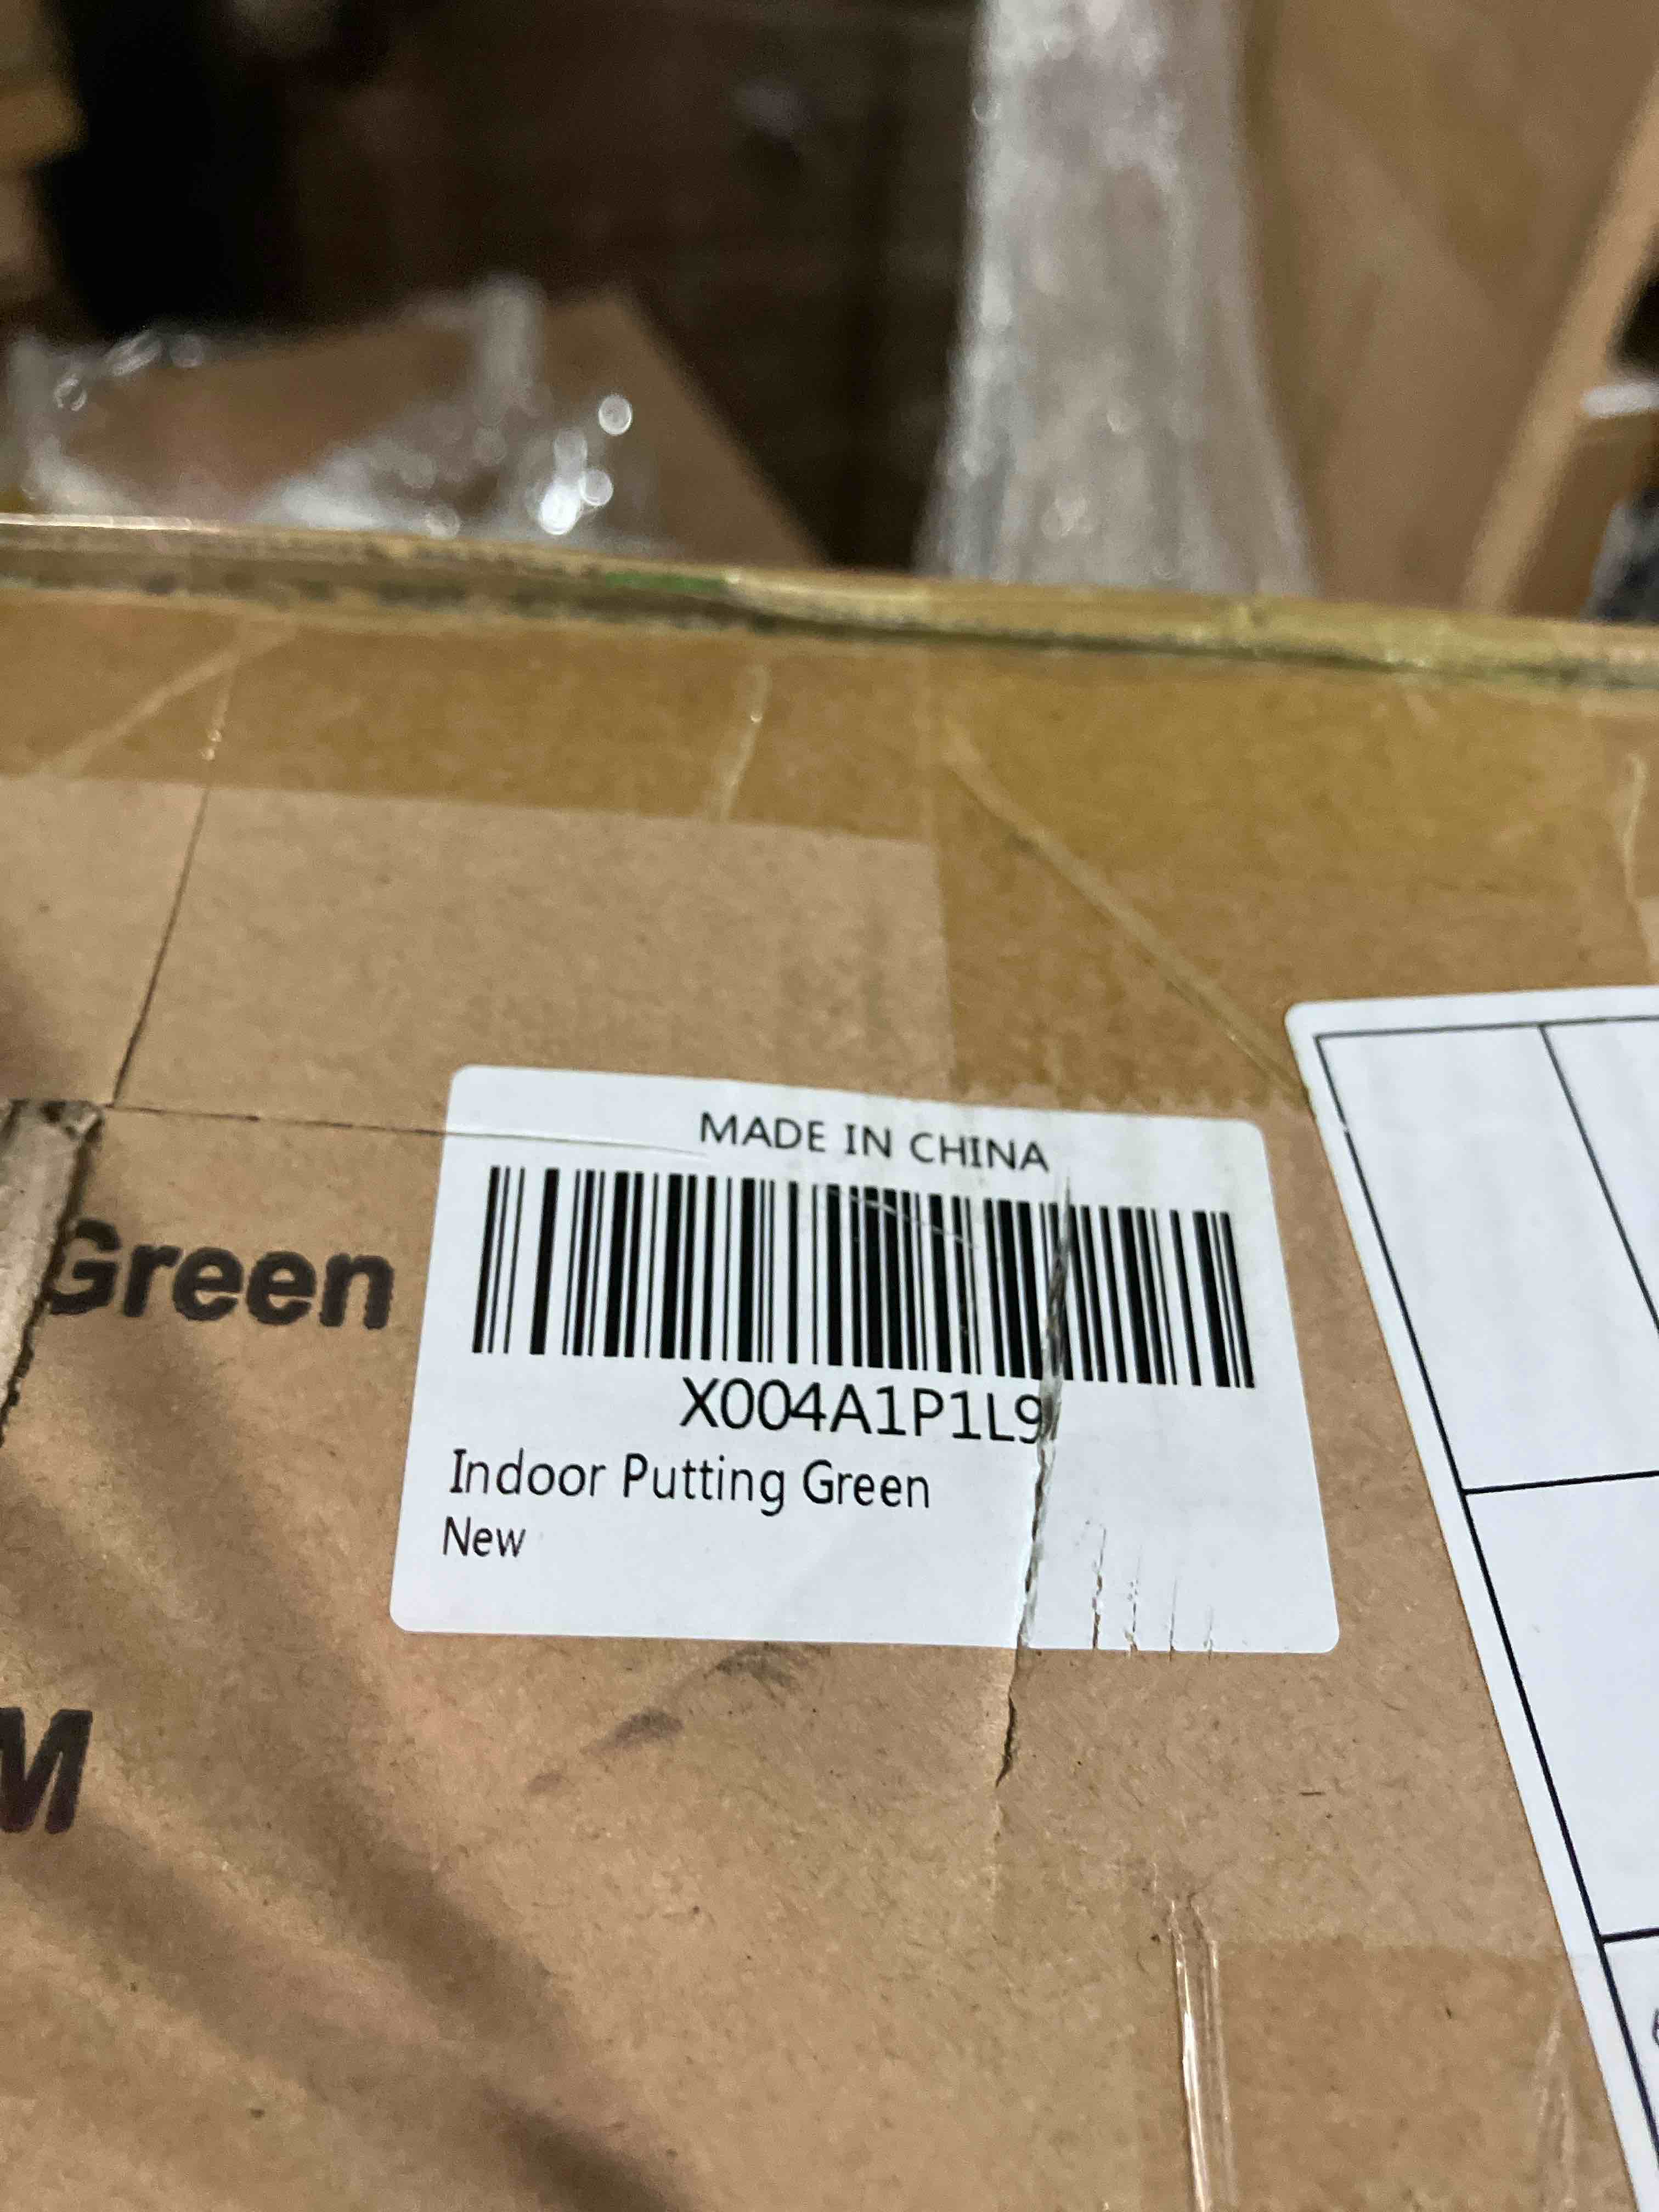 MADE IN CHINA
X004A1P1L9
Indoor Putting Green
New
Green
M